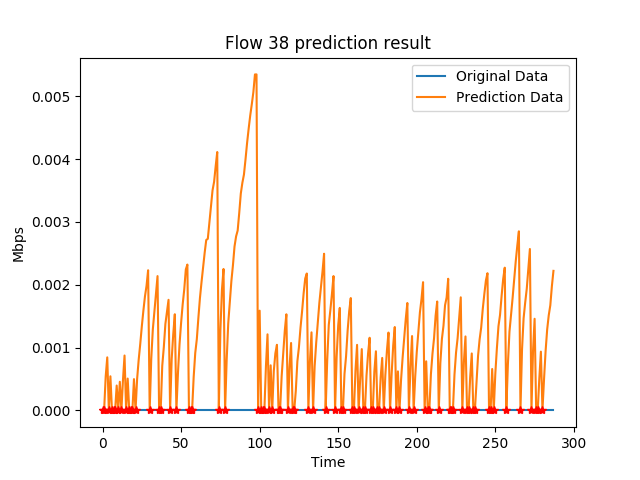 Flow 38 prediction result
Original Data
Prediction Data
0.005
0.004
0.003
0.002
0.001
0.000
Mbps
0
50
100
150
200
250
300
Time